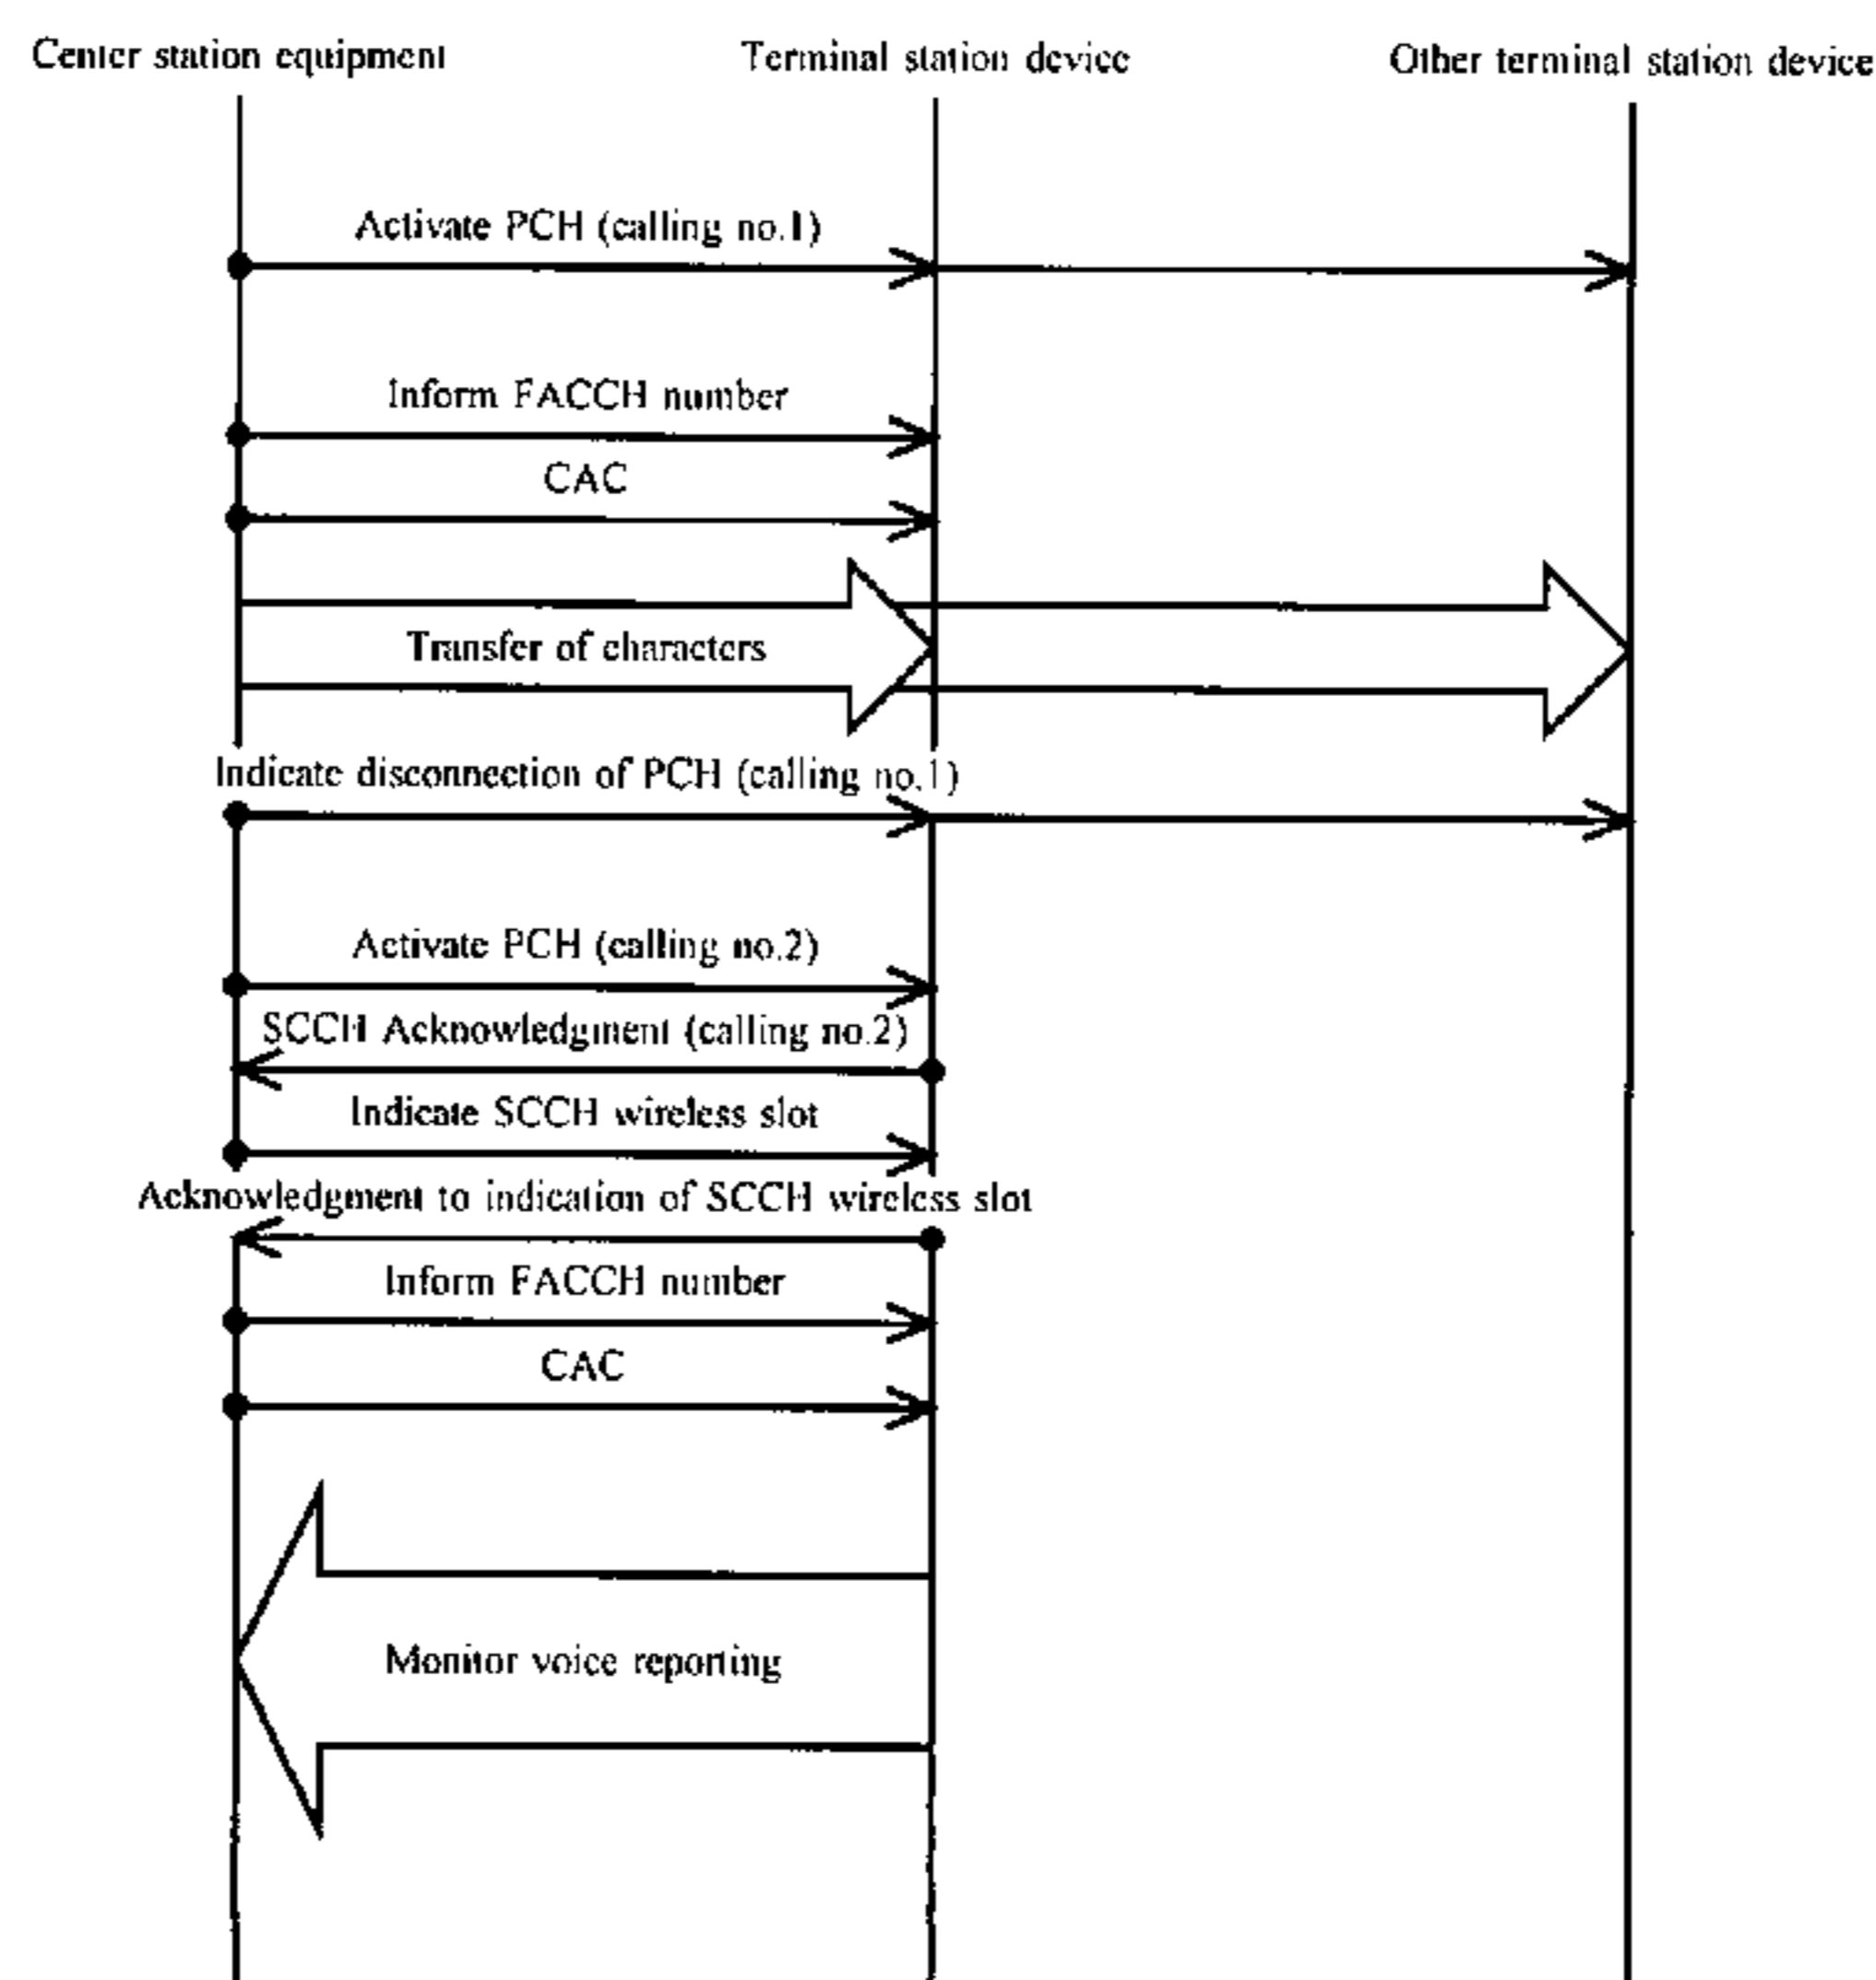 Center station equipment
Terminal station device
Other terminal station device
Activate PCH (calling no.1)
Inform FACCH number
CAC
Transfer of characters
Indicate disconnection of PCH (calling no.1)
Activate PCH (calling no.2)
SCCH Acknowledgment (calling no.2)
Indicate SCCH wireless slot
Acknowledgment to indication of SCCH wireless slot
Inform FACCH number
CAC
Monitor voice reporting